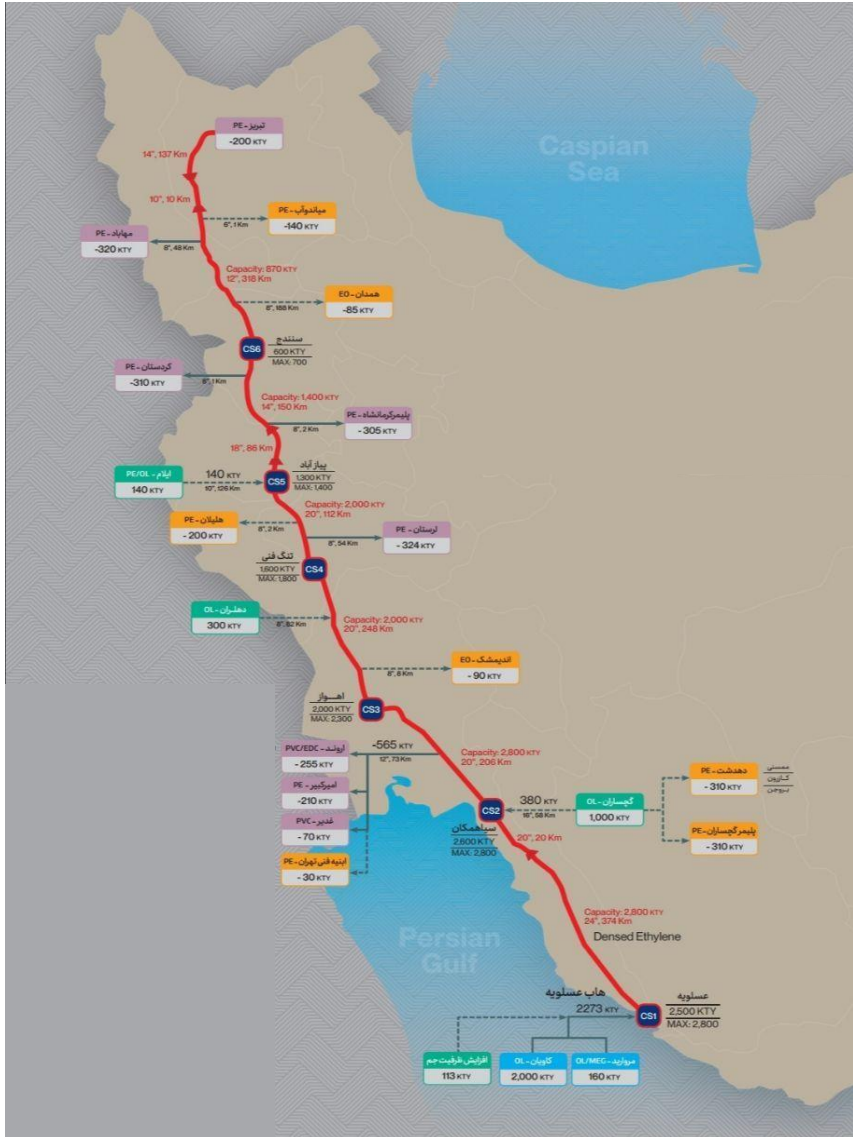 Caspian
Sea
تبریز - PE
-200 KTY
14", 137 Km
10", 10 Km
میاندوآب - PE
-140 KTY
6", 1 Km
مهاباد - PE
-320 KTY
8", 48 Km
Capacity: 870 KTY
12", 318 Km
همدان - EO
-85 KTY
8", 188 Km
CS6
سنندج
600 KTY
MAX: 700
کردستان - PE
-310 KTY
8", 1 Km
Capacity: 1,400 KTY
14", 150 Km
پلیمر کرمانشاه - PE
- 305 KTY
8", 2 Km
18", 86 Km
ایلام - PE/OL
140 KTY
140 KTY
10", 126 Km
CS5
پیاز آباد
1,300 KTY
MAX: 1,400
Capacity: 2,000 KTY
20", 112 Km
هلیلان - PE
- 200 KTY
8", 2 Km
لرستان - PE
- 324 KTY
8", 54 Km
تنگ فنی
1,600 KTY
MAX: 1,800
CS4
دهلران - OL
300 KTY
8", 82 Km
Capacity: 2,000 KTY
20", 248 Km
اندیمشک - EO
- 90 KTY
8", 8 Km
اهــواز
2,000 KTY
MAX: 2,300
CS3
اروند - PVC/EDC
- 255 KTY
-565 KTY
12", 73 Km
Capacity: 2,800 KTY
20", 206 Km
امیرکبیر - PE
-210 KTY
غدیر - PVC
- 70 KTY
ابنیه فنی تهران - PE
- 30 KTY
CS2
سیاهمکان
2,600 KTY
MAX: 2,800
380 KTY
16", 58 Km
گچساران - OL
1,000 KTY
دهدشت - PE
- 310 KTY
ممسنی
کازرون
بروجن
پلیمر گچساران - PE
-310 KTY
20", 20 Km
Capacity: 2,800 KTY
24", 374 Km
Densed Ethylene
Persian
Gulf
هاب عسلویه
2273 KTY
CS1
عسلویه
2,500 KTY
MAX: 2,800
افزایش ظرفیت جم
113 KTY
کاویان - OL
2,000 KTY
مروارید - OL/MEG
160 KTY